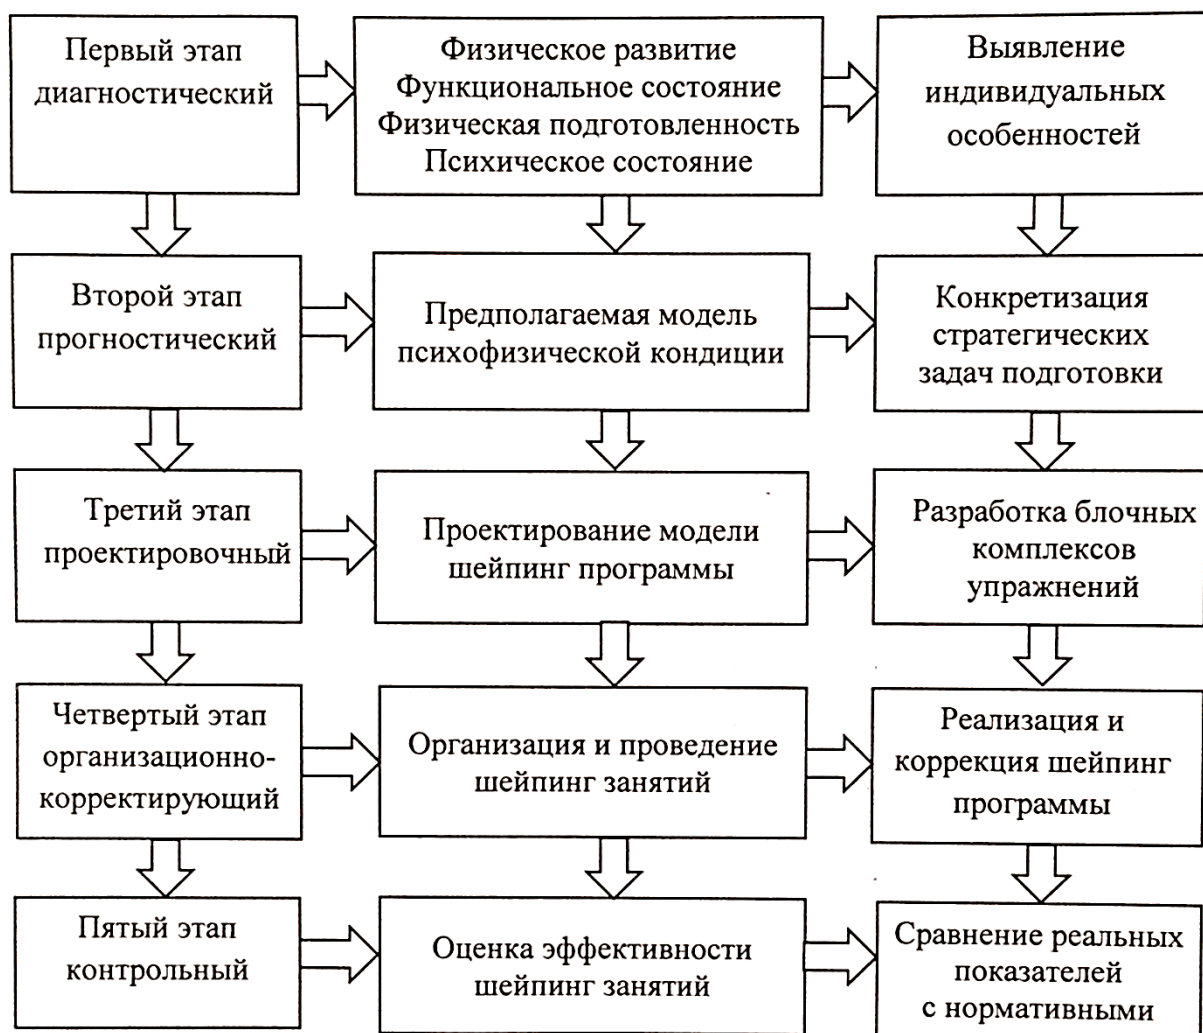 Первый этап
диагностический
Физическое развитие
Функциональное состояние
Физическая подготовленность
Психическое состояние
Выявление
индивидуальных
особенностей
Второй этап
прогностический
Предполагаемая модель
психофизической кондиции
Конкретизация
стратегических
задач подготовки
Третий этап
проектировочный
Проектирование модели
шейпинг программы
Разработка блочных
комплексов
упражнений
Четвертый этап
организационно-
корректирующий
Организация и проведение
шейпинг занятий
Реализация и
коррекция шейпинг
программы
Пятый этап
контрольный
Оценка эффективности
шейпинг занятий
Сравнение реальных
показателей
с нормативными